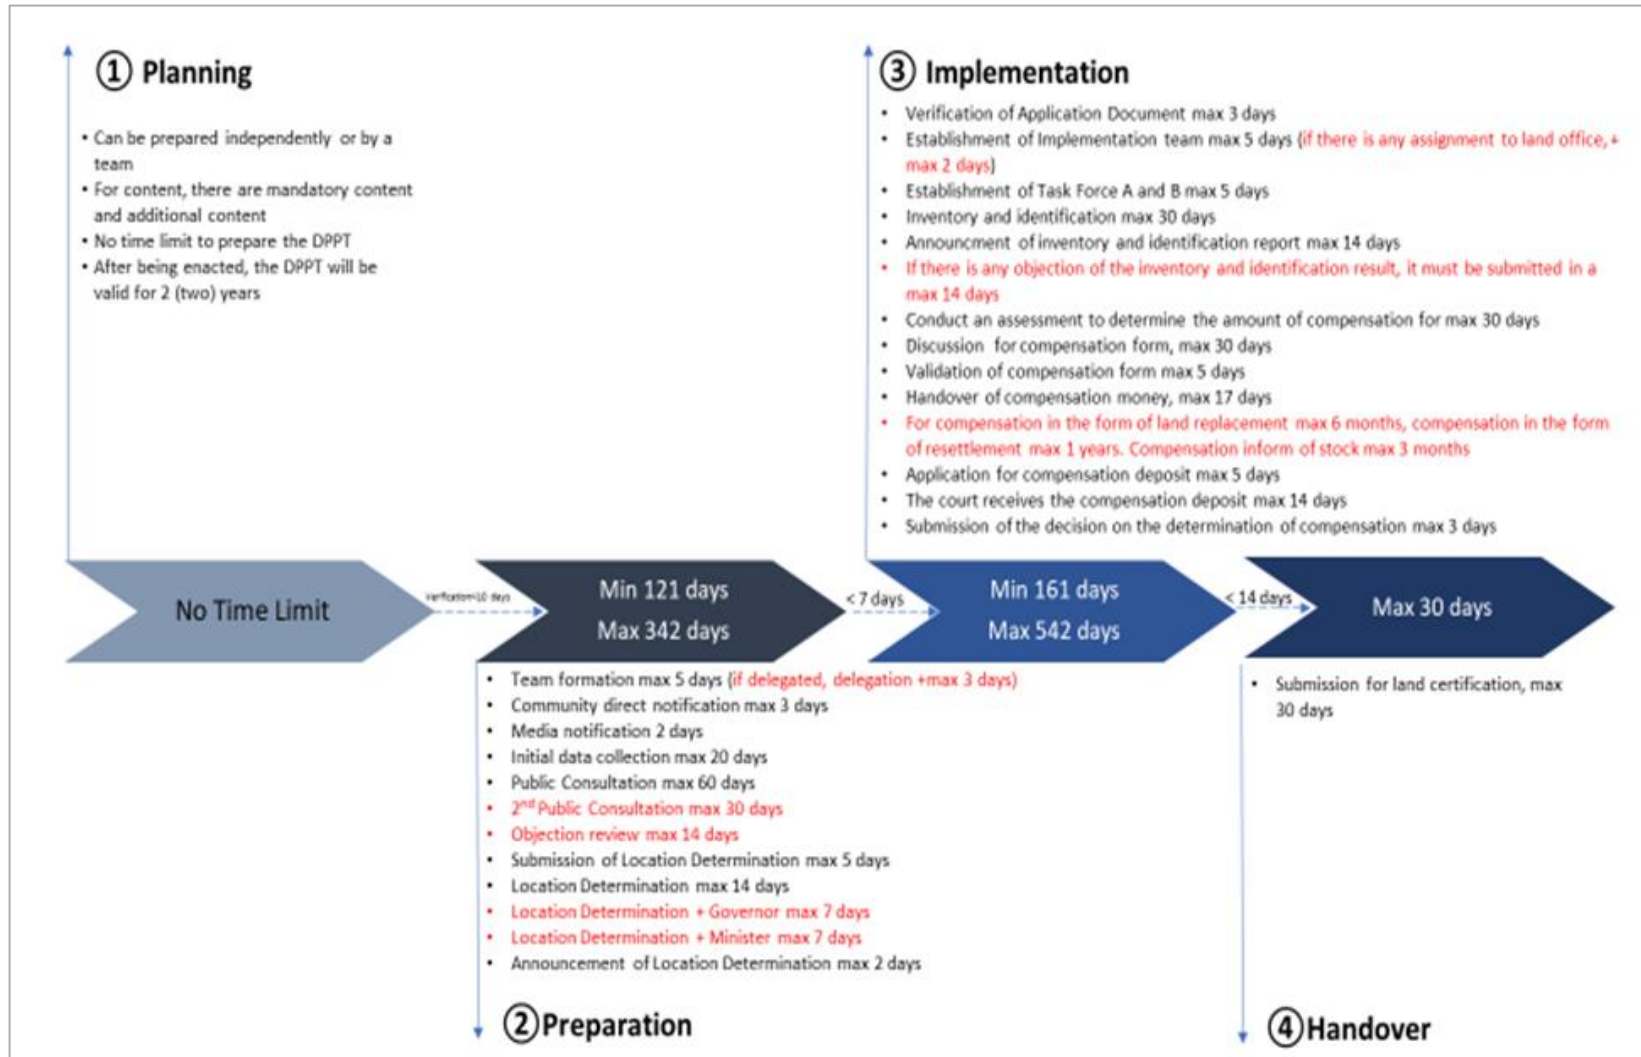 ① Planning
• Can be prepared independently or by a
team
• For content, there are mandatory content
and additional content
• No time limit to prepare the DPPT
• After being enacted, the DPPT will be
valid for 2 (two) years
③ Implementation
• Verification of Application Document max 3 days
• Establishment of Implementation team max 5 days (if there is any assignment to land office, +
max 2 days)
• Establishment of Task Force A and B max 5 days
• Inventory and identification max 30 days
• Announcment of inventory and identification report max 14 days
• If there is any objection of the inventory and identification result, it must be submitted in a
max 14 days
• Conduct an assessment to determine the amount of compensation for max 30 days
• Discussion for compensation form, max 30 days
• Validation of compensation form max 5 days
• Handover of compensation money, max 17 days
• For compensation in the form of land replacement max 6 months, compensation in the form
of resettlement max 1 years. Compensation inform of stock max 3 months
• Application for compensation deposit max 5 days
• The court receives the compensation deposit max 14 days
• Submission of the decision on the determination of compensation max 3 days
No Time Limit
10 days
Min 121 days
Max 342 days
< 7 days
Min 161 days
Max 542 days
< 14 days
Max 30 days
• Team formation max 5 days (if delegated, delegation +max 3 days)
• Community direct notification max 3 days
• Media notification 2 days
• Initial data collection max 20 days
• Public Consultation max 60 days
• 2nd Public Consultation max 30 days
• Objection review max 14 days
• Submission of Location Determination max 5 days
• Location Determination max 14 days
• Location Determination + Governor max 7 days
• Location Determination + Minister max 7 days
• Announcement of Location Determination max 2 days
② Preparation
• Submission for land certification, max
30 days
④ Handover